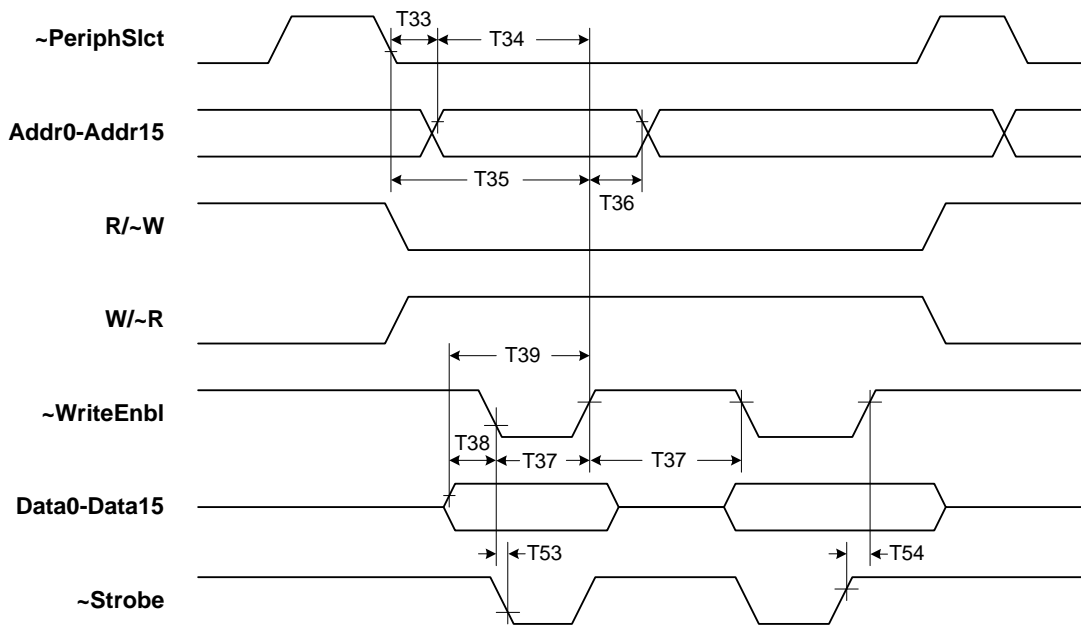 T33
~PeriphSlct
T34
Addr0-Addr15
T35
T36
R/~W
W/~R
T39
~WriteEnbl
T38
T37
T37
Data0-Data15
T53
T54
~Strobe